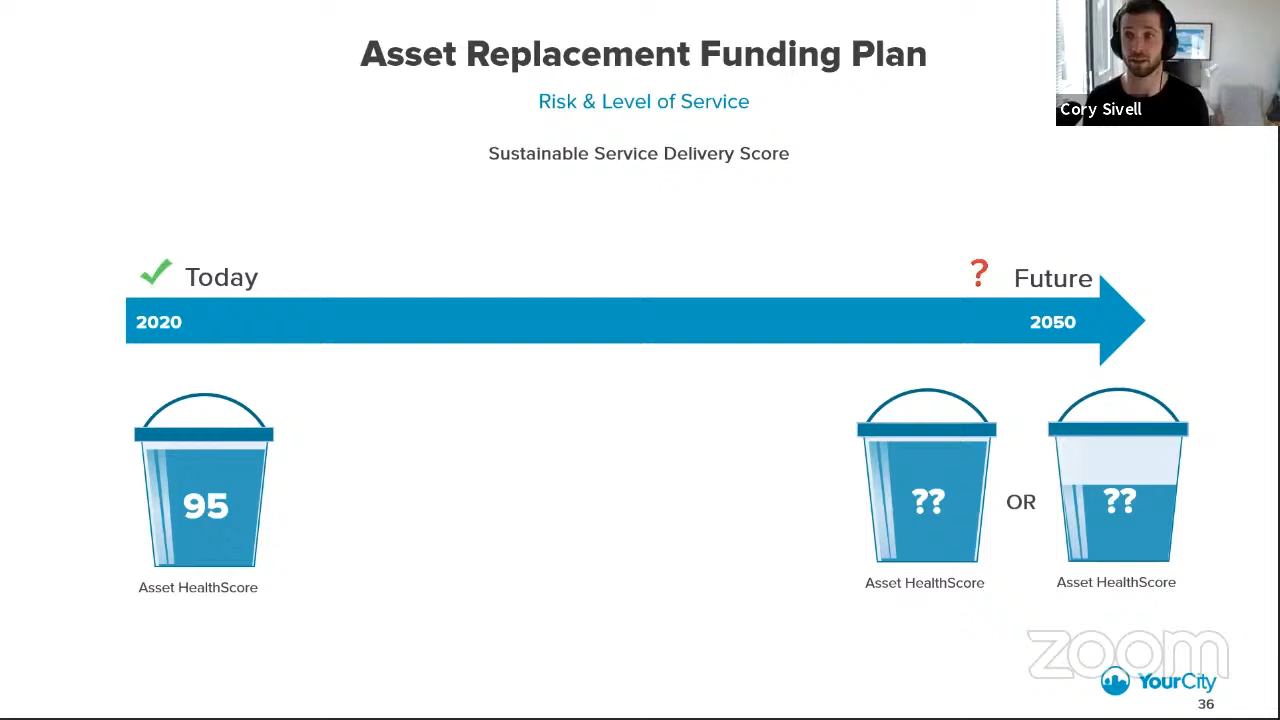 Asset Replacement Funding Plan
Risk & Level of Service
Cory Sivell
Sustainable Service Delivery Score
Today
? Future
2020
2050
95
??
OR
??
Asset HealthScore
Asset HealthScore
Asset HealthScore
zoom
YourCity
36